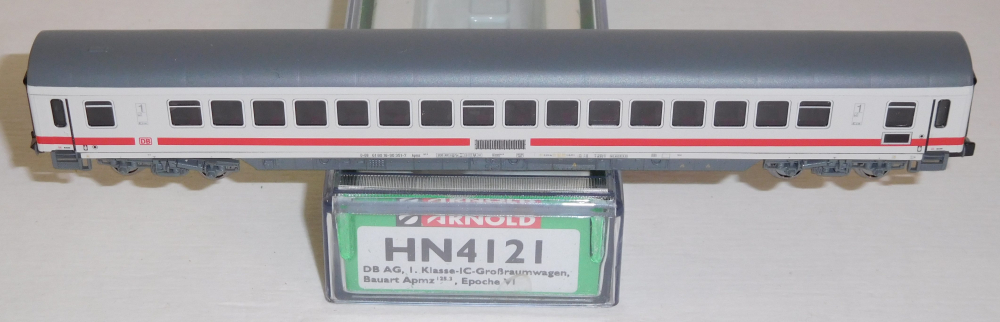 1
1
DB
ARNOLD
HN4121
DB AG, 1. Klasse-IC-Großraumwagen,
Bauart Apmz 125.3, Epoche VI